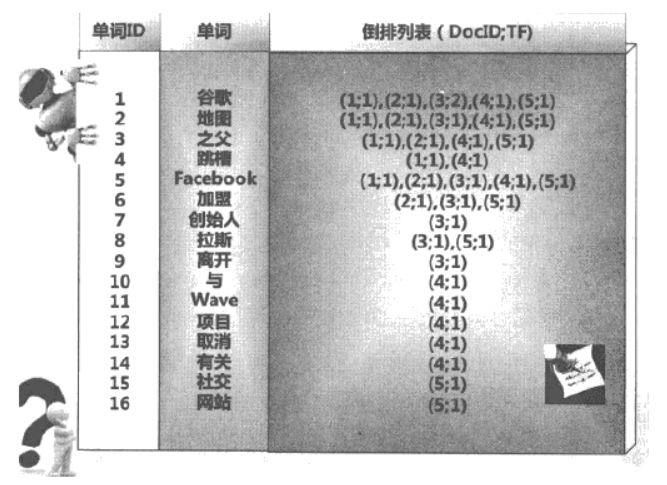 单词ID 单词 倒排列表（DocID;TF)
1 谷歌 (1;1),(2;1),(3;2),(4;1),(5;1)
2 地图 (1;1),(2;1),(3;1),(4;1),(5;1)
3 之父 (1;1),(2;1),(4;1),(5;1)
4 跳槽 (1;1),(4;1)
5 Facebook (1;1),(2;1),(3;1),(4;1),(5;1)
6 加盟 (2;1),(3;1),(5;1)
7 创始人 (3;1)
8 拉斯 (3;1),(5;1)
9 离开 (3;1)
10 与 (4;1)
11 Wave (4;1)
12 项目 (4;1)
13 取消 (4;1)
14 有关 (4;1)
15 社交 (5;1)
16 网站 (5;1)